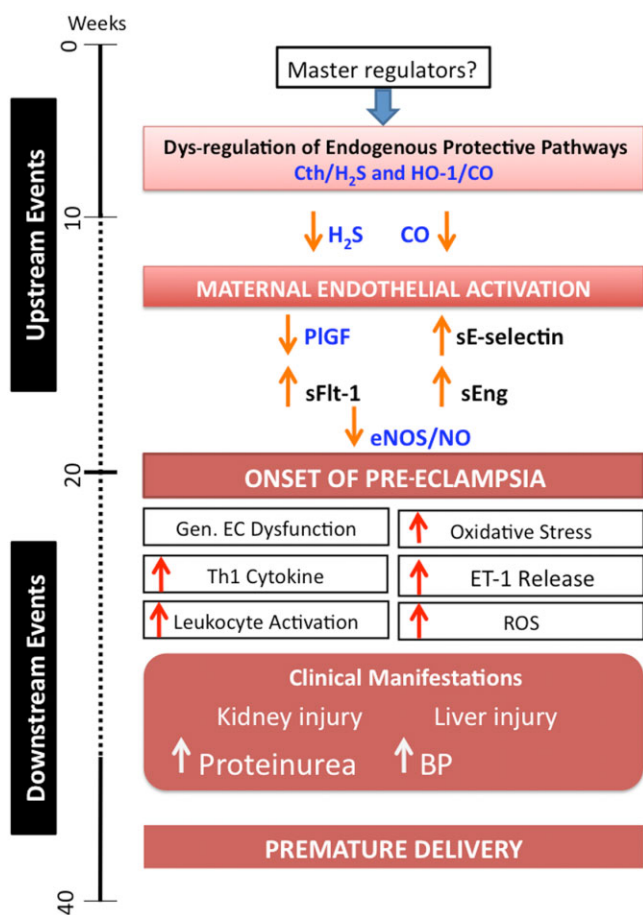 Weeks
0
Master regulators?
Dys-regulation of Endogenous Protective Pathways
Cth/H₂S and HO-1/CO
10
H₂S CO
Upstream Events
MATERNAL ENDOTHELIAL ACTIVATION
PlGF sE-selectin
sFlt-1 sEng
eNOS/NO
20
ONSET OF PRE-ECLAMPSIA
Gen. EC Dysfunction Oxidative Stress
Th1 Cytokine ET-1 Release
Leukocyte Activation ROS
Downstream Events
Clinical Manifestations
Kidney injury Liver injury
Proteinurea BP
PREMATURE DELIVERY
40